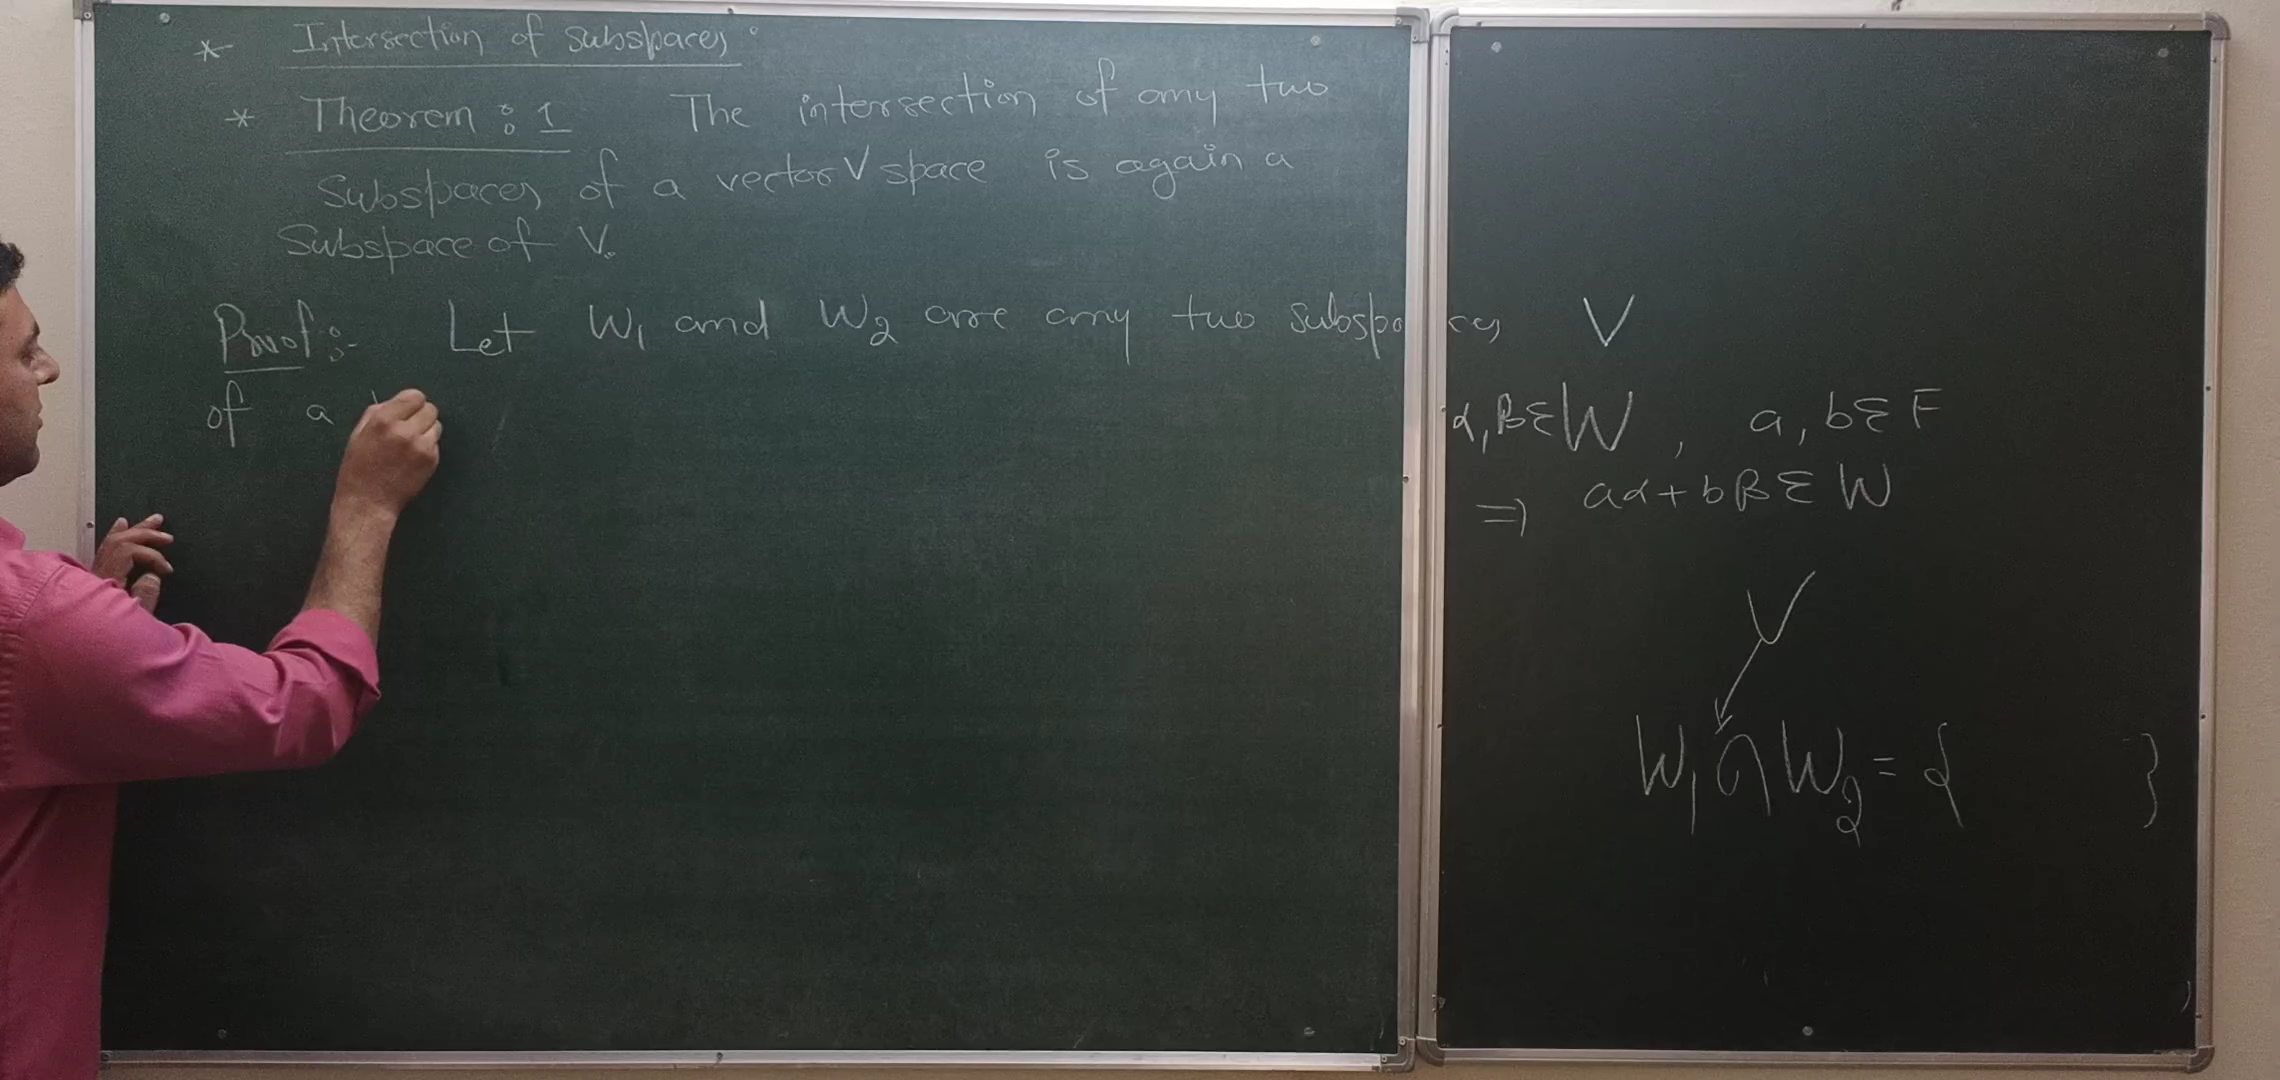 * Intersection of Subspaces:
* Theorem : 1 The intersection of any two
Subspaces of a vector V space is again a
Subspace of V.
Proof :- Let W₁ and W₂ are any two subspaces
of a
V
α, β ∈ W , a, b ∈ F
⇒ aα + bβ ∈ W
V
W₁ ∩ W₂ = { }